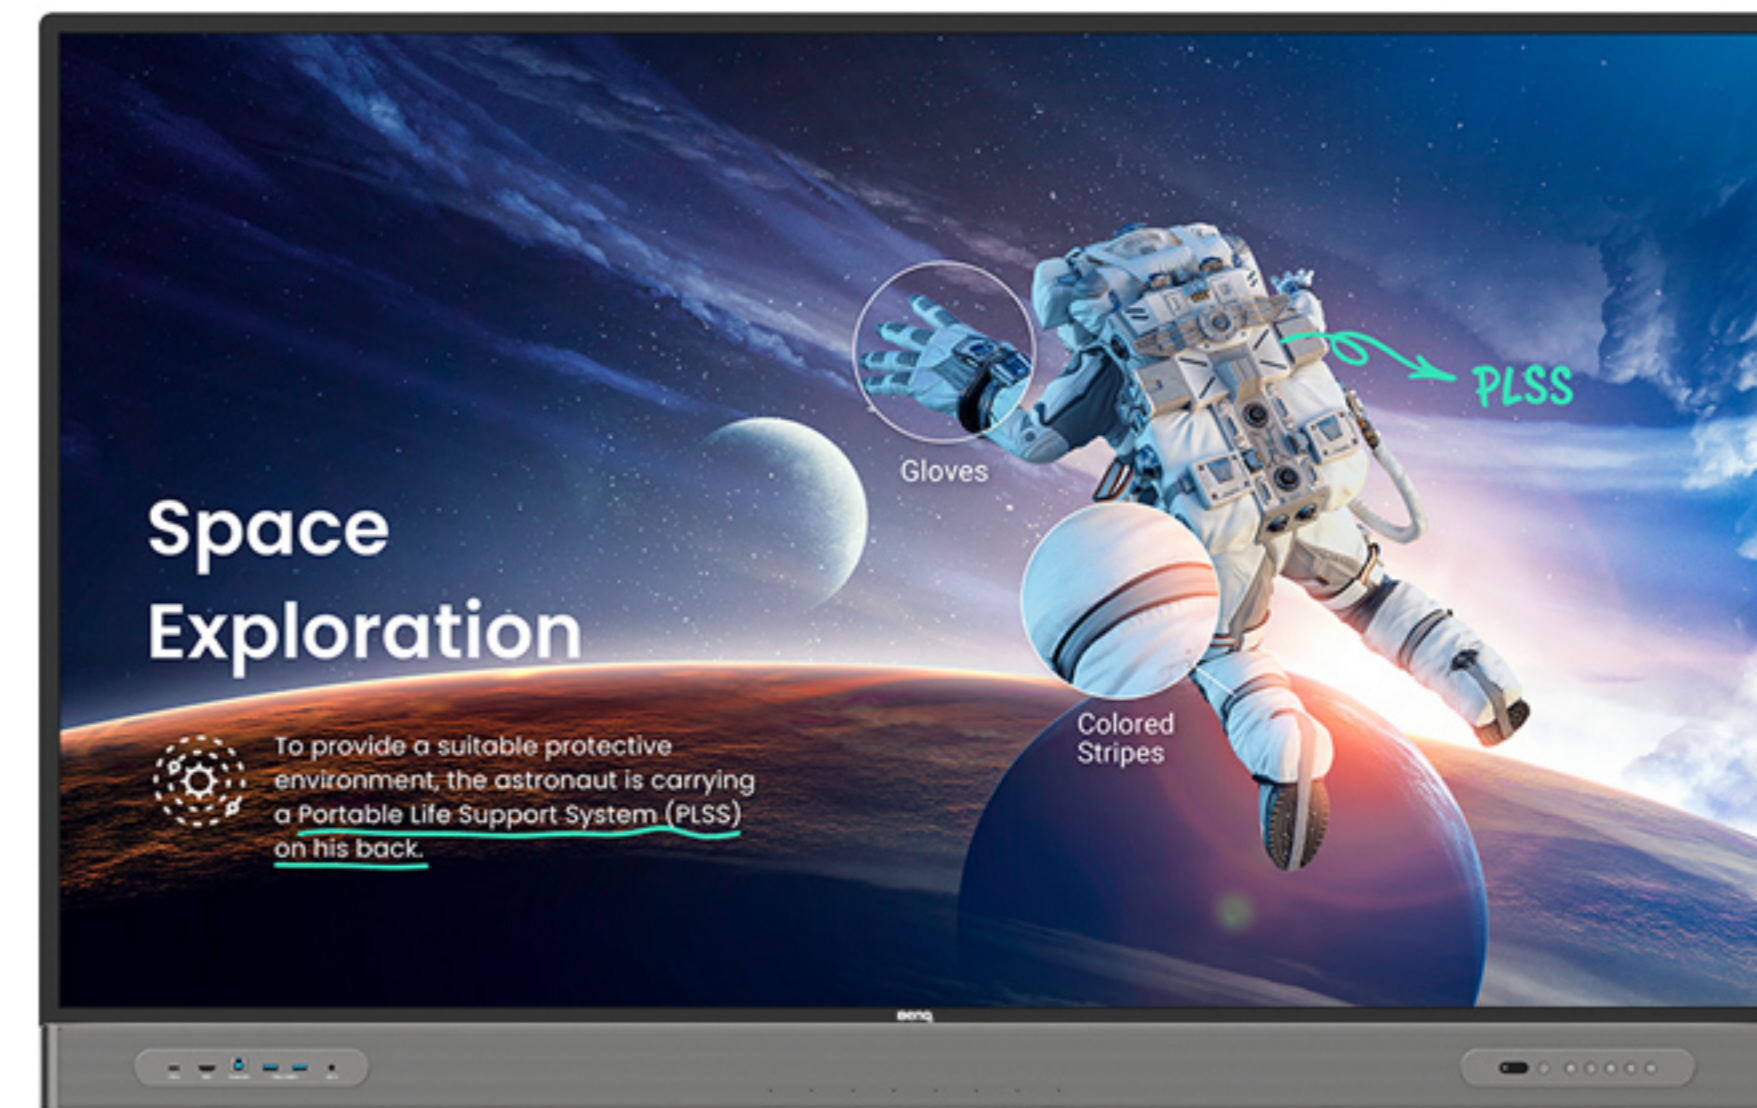 Space
Exploration
To provide a suitable protective
environment, the astronaut is carrying
a Portable Life Support System (PLSS)
on his back.
Gloves
Colored
Stripes
PLSS
BenQ